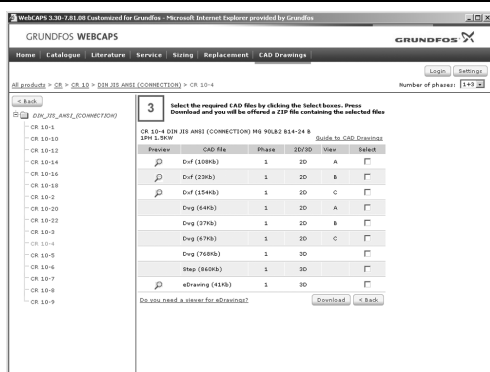 WebCAPS 3.30-7.81.08 Customized for Grundfos - Microsoft Internet Explorer provided by Grundfos
GRUNDFOS WEBCAPS
GRUNDFOS
Home Catalogue Literature Service Sizing Replacement CAD Drawings
Login Settings
All products > CR > CR 10 > DIN JIS ANSI (CONNECTION) > CR 10-4
Number of phases: 1+3
< Back
DIN_JIS_ANSI_(CONNECTION)
CR 10-1
CR 10-10
CR 10-12
CR 10-14
CR 10-16
CR 10-18
CR 10-2
CR 10-20
CR 10-22
CR 10-3
CR 10-4
CR 10-5
CR 10-6
CR 10-7
CR 10-8
CR 10-9
3
Select the required CAD files by clicking the Select boxes. Press
Download and you will be offered a ZIP file containing the selected files
CR 10-4 DIN JIS ANSI (CONNECTION) MG 90LB2 B14-24 B
1PH 1.5KW
Guide to CAD Drawings
Preview CAD file Phase 2D/3D View Select
Dxf (108Kb) 1 2D A
Dxf (23Kb) 1 2D B
Dxf (154Kb) 1 2D C
Dwg (64Kb) 1 2D A
Dwg (37Kb) 1 2D B
Dwg (67Kb) 1 2D C
Dwg (768Kb) 1 3D
Step (860Kb) 1 3D
eDrawing (41Kb) 1 3D
Do you need a viewer for eDrawings?
Download < Back